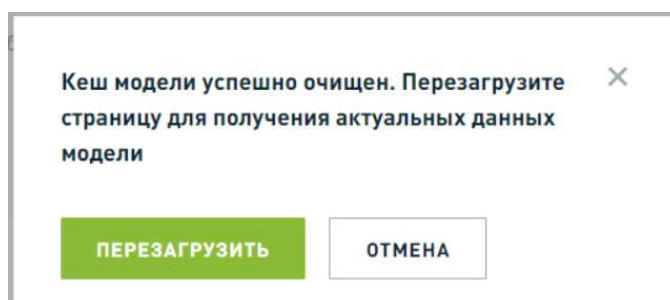 Кеш модели успешно очищен. Перезагрузите
страницу для получения актуальных данных
модели
ПЕРЕЗАГРУЗИТЬ ОТМЕНА